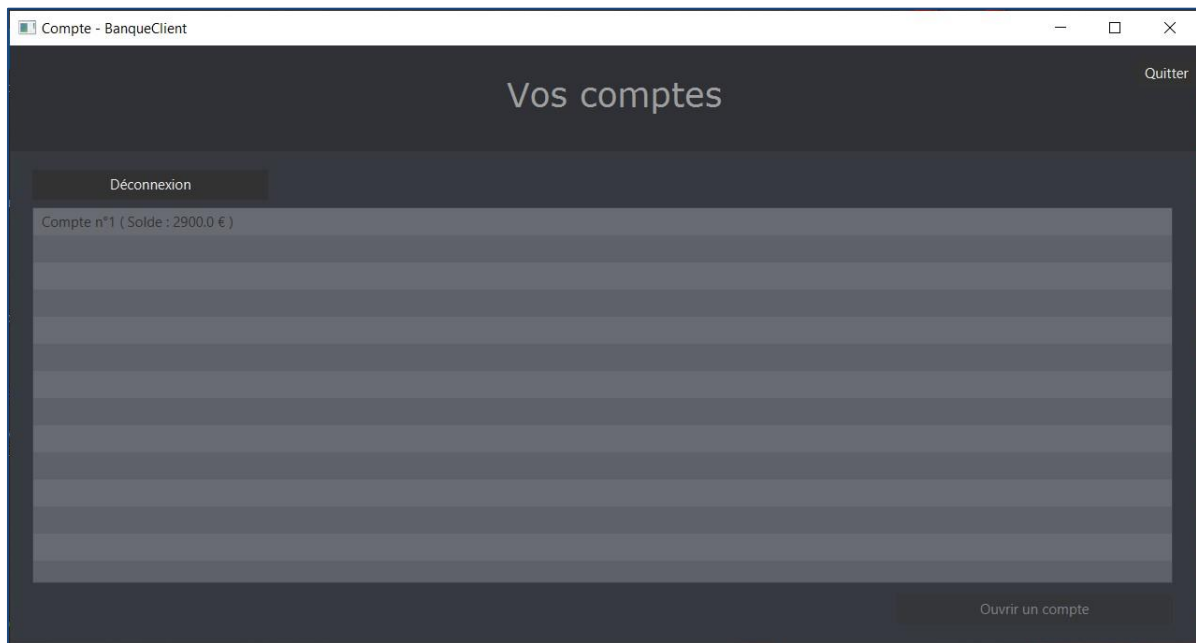 Compte - BanqueClient
Quitter
Vos comptes
Déconnexion
Compte n°1 ( Solde : 2900.0 € )
Ouvrir un compte